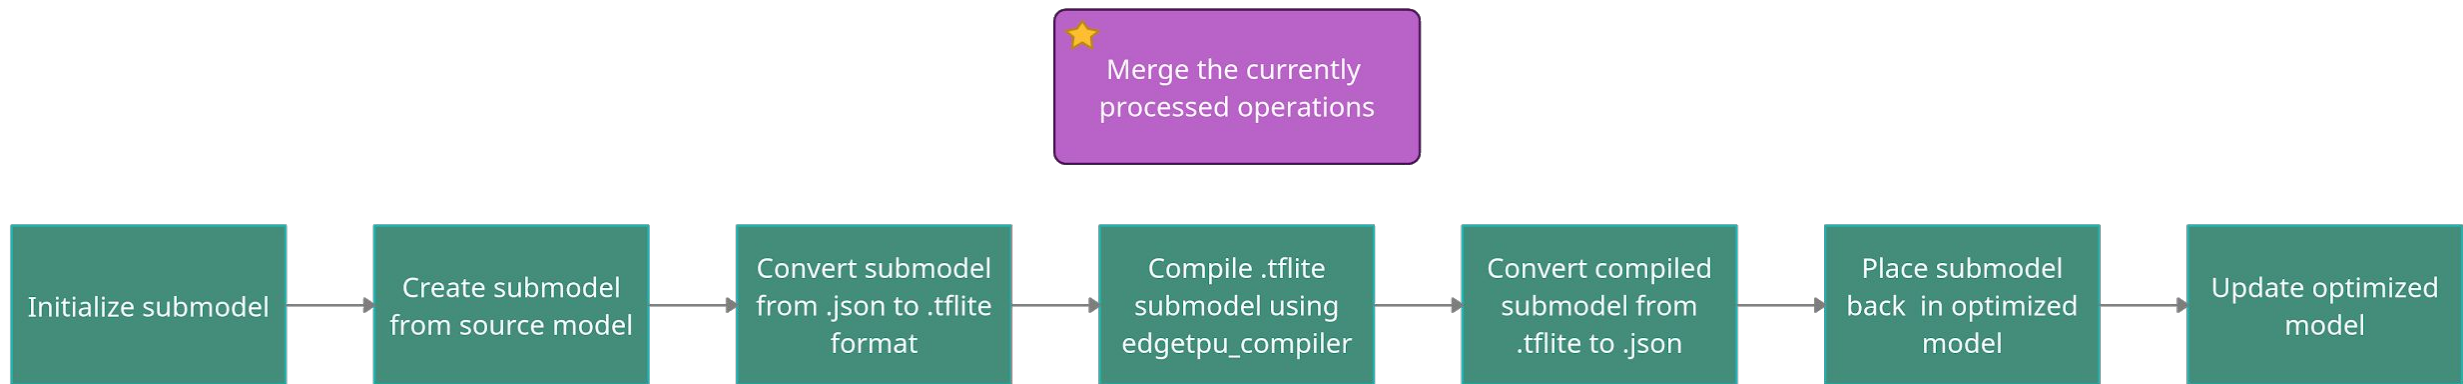 Merge the currently
processed operations
Initialize submodel
Create submodel
from source model
Convert submodel
from .json to .tflite
format
Compile .tflite
submodel using
edgetpu_compiler
Convert compiled
submodel from
.tflite to .json
Place submodel
back  in optimized
model
Update optimized
model